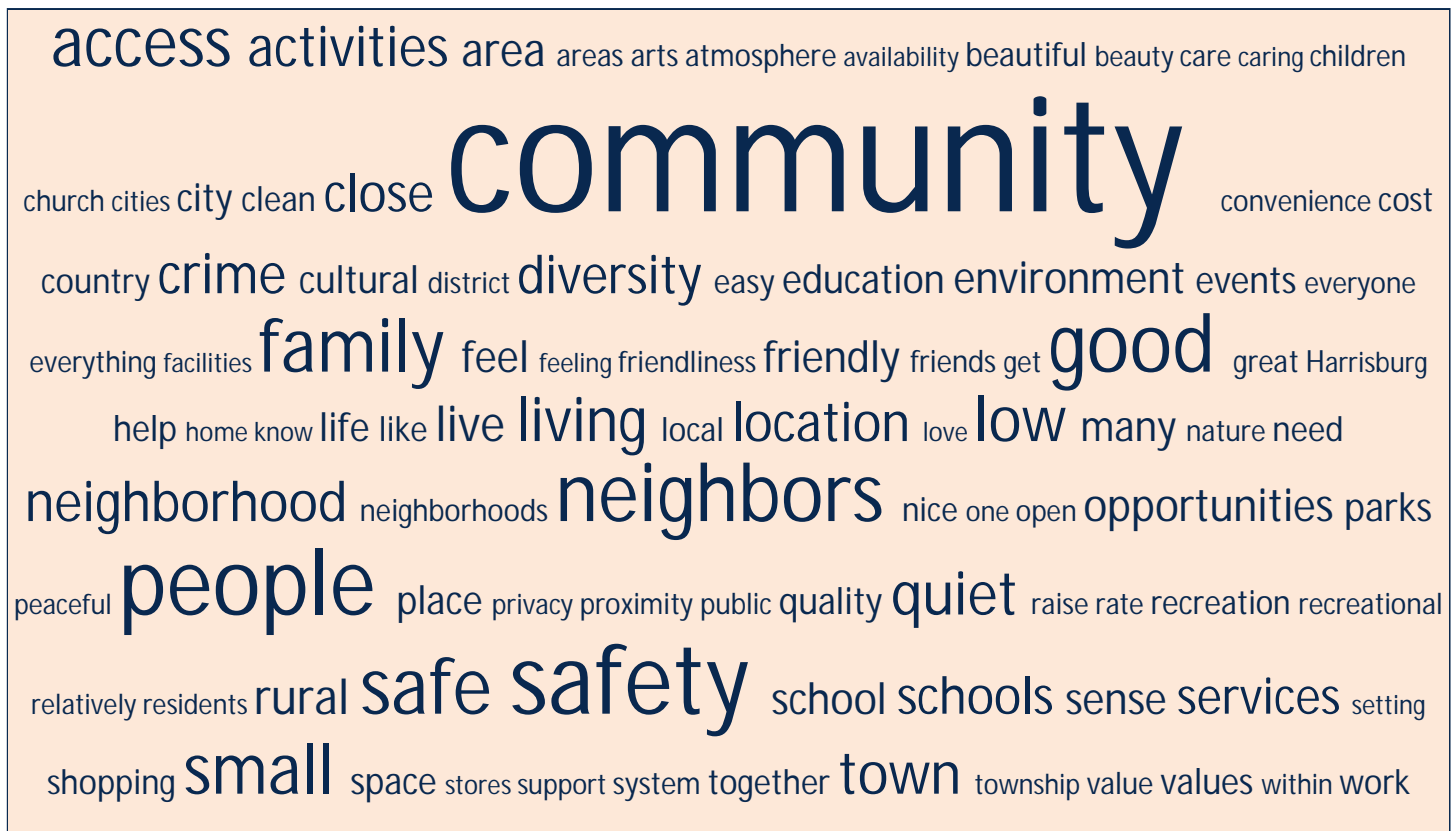 access activities area areas arts atmosphere availability beautiful beauty care caring children
church cities city clean close community convenience cost
country crime cultural district diversity easy education environment events everyone
everything facilities family feel feeling friendliness friendly friends get good great Harrisburg
help home know life like live living local location love low many nature need
neighborhood neighborhoods neighbors nice one open opportunities parks
peaceful people place privacy proximity public quality quiet raise rate recreation recreational
relatively residents rural safe safety school schools sense services setting
shopping small space stores support system together town township value values within work